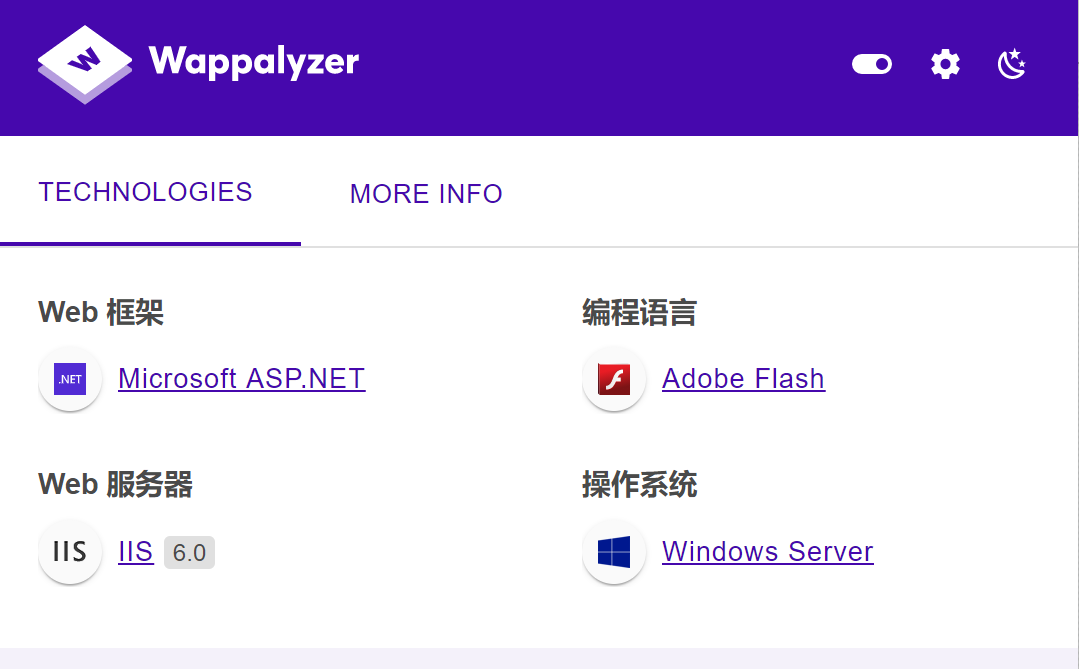 Wappalyzer
TECHNOLOGIES
MORE INFO
Web 框架
.NET
Microsoft ASP.NET
编程语言
Adobe Flash
Web 服务器
IIS
IIS 6.0
操作系统
Windows Server